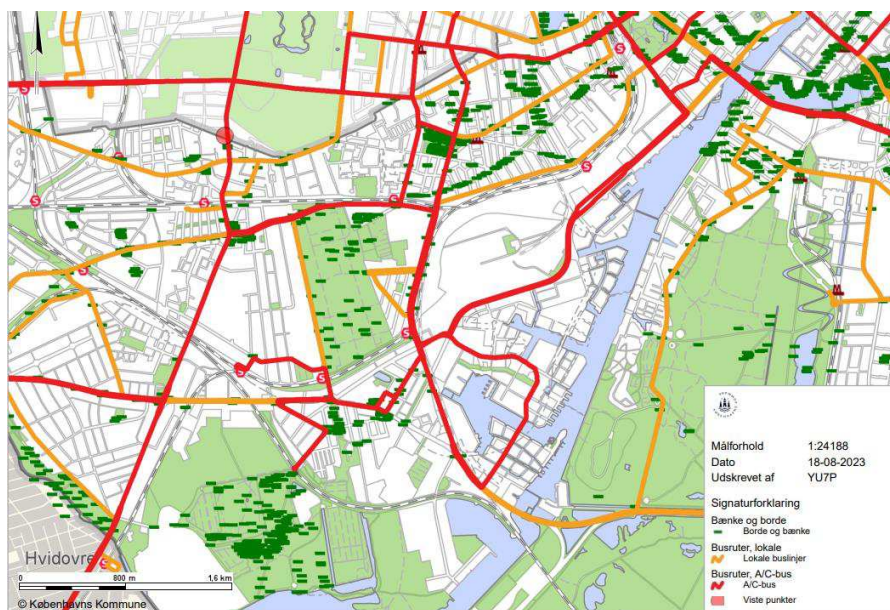 Målforhold 1:24188
Dato 18-08-2023
Udskrevet af YU7P
Signaturforklaring
Bænke og borde
Borde og bænke
Busruter, lokale
Lokale buslinjer
Busruter, A/C-bus
A/C-bus
Viste punkter
Hvidovre
0 800 m 1,6 km
© Københavns Kommune